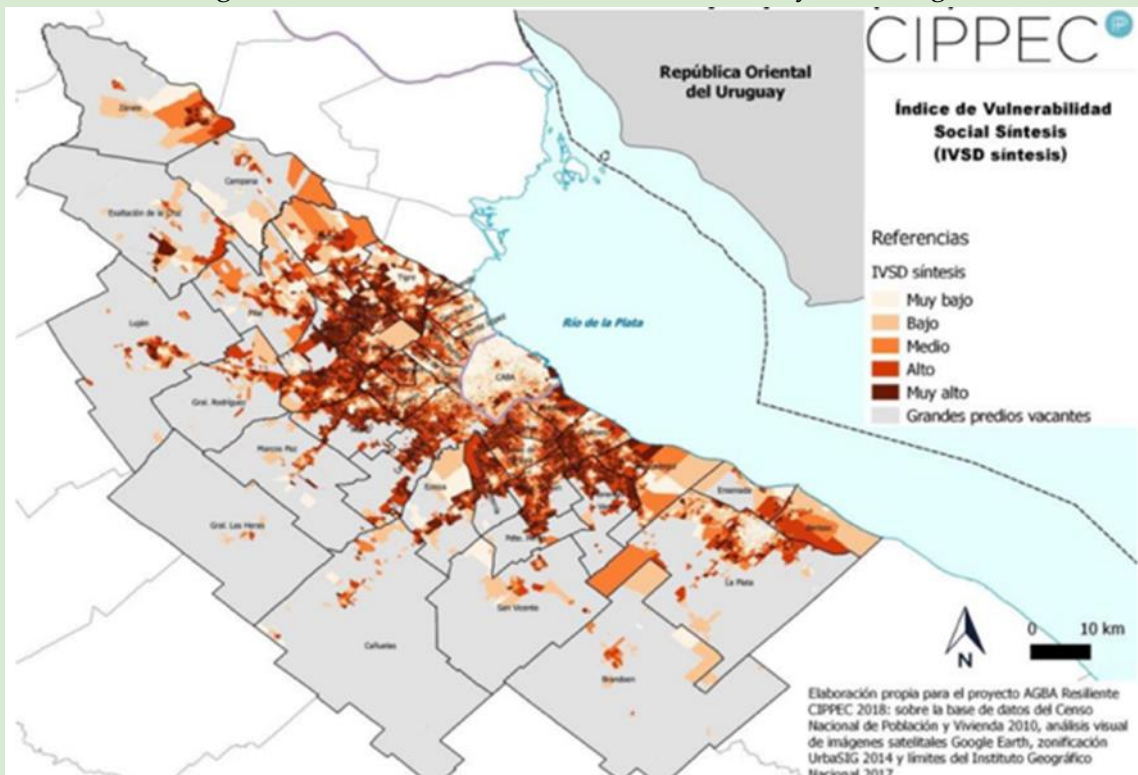 CIPPEC
República Oriental
del Uruguay
Índice de Vulnerabilidad
Social Síntesis
(IVSD síntesis)
Zárate
Campana
Exaltación de la Cruz
Tigre
Referencias
IVSD síntesis
Muy bajo
Bajo
Medio
Alto
Muy alto
Grandes predios vacantes
Río de la Plata
Pilar
Luján
CABA
Gral. Rodríguez
Marcos Paz
Ezeiza
Ensenada
Berisso
Gral. Las Heras
La Plata
San Vicente
Cañuelas
Brandsen
0 10 km
N
Elaboración propia para el proyecto AGBA Resiliente
CIPPEC 2018: sobre la base de datos del Censo
Nacional de Población y Vivienda 2010, análisis visual
de imágenes satelitales Google Earth, zonificación
UrbaSIG 2014 y límites del Instituto Geográfico
Nacional 2017